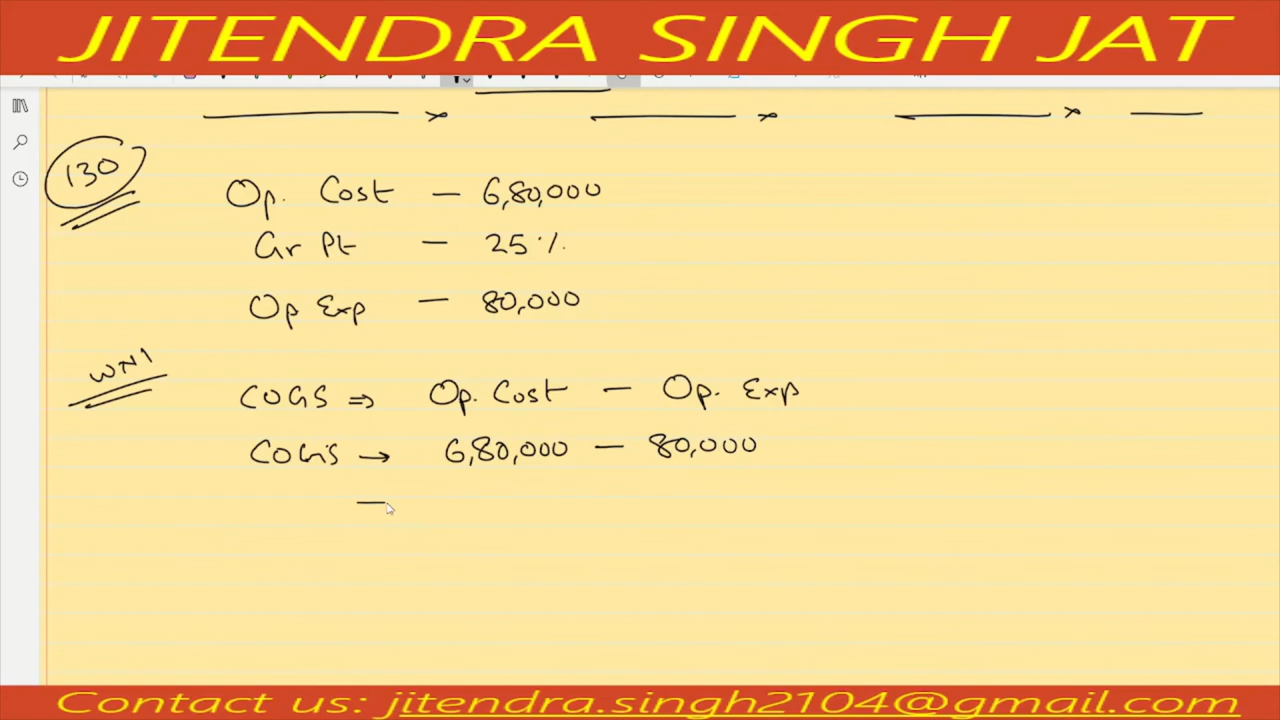 JITENDRA SINGH JAT
130
Op. Cost — 6,80,000
Gr Pt — 25 %
Op Exp — 80,000
WN1
COGS ⇒ Op. Cost — Op. Exp
COGS → 6,80,000 — 80,000
Contact us: jitendra.singh2104@gmail.com